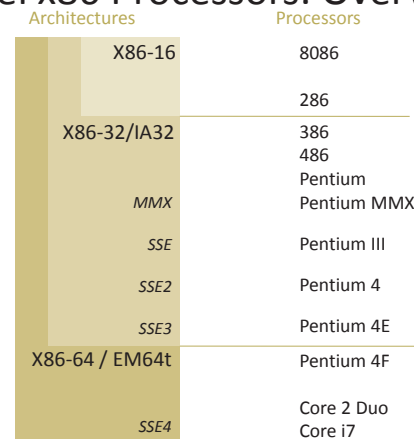 Architectures Processors
X86-16 8086
286
X86-32/IA32 386
486
Pentium
MMX Pentium MMX
SSE Pentium III
SSE2 Pentium 4
SSE3 Pentium 4E
X86-64 / EM64t Pentium 4F
Core 2 Duo
SSE4 Core i7